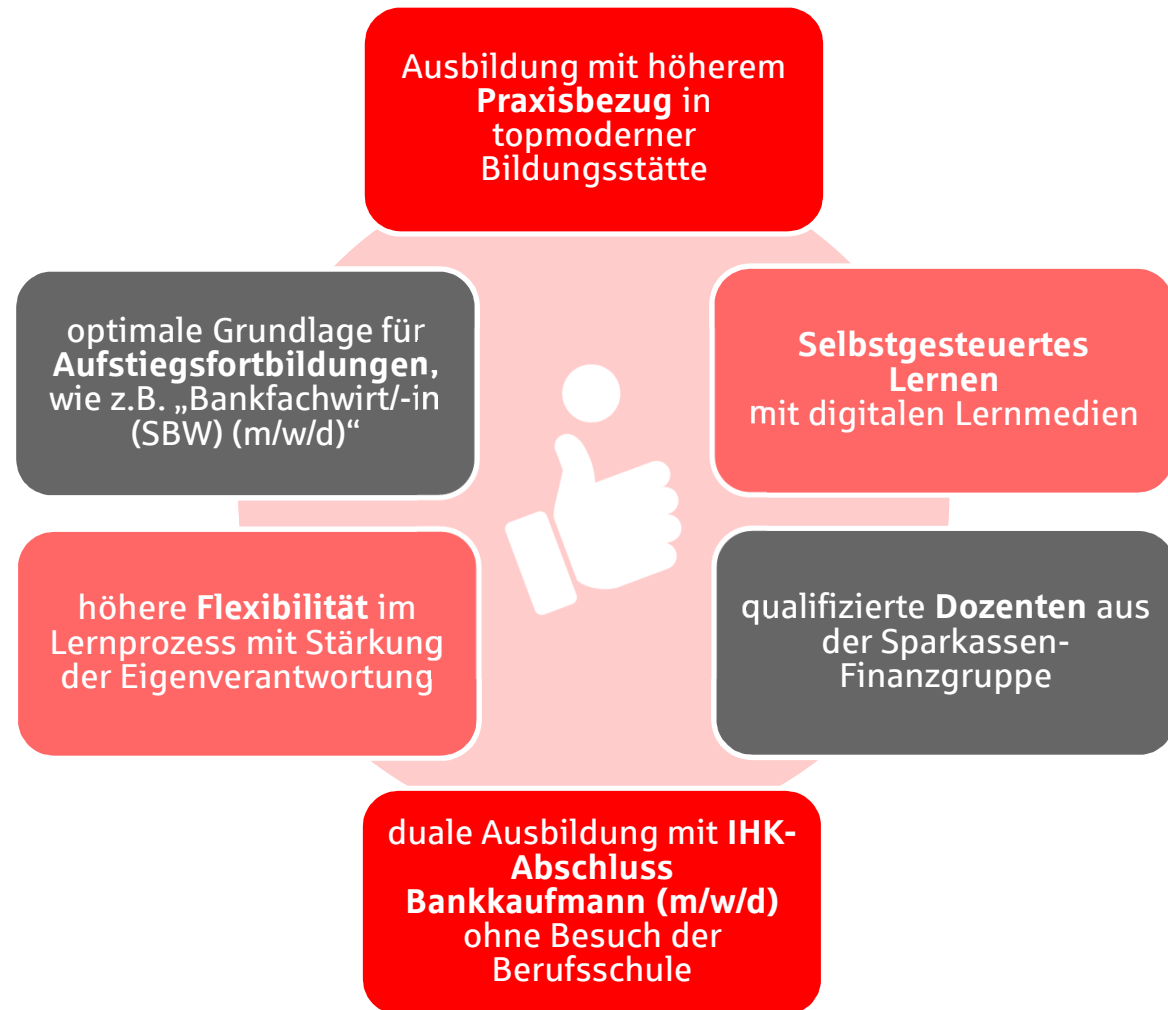 Ausbildung mit höherem
Praxisbezug in
topmoderner
Bildungsstätte
Selbstgesteuertes
Lernen
mit digitalen Lernmedien
qualifizierte Dozenten aus
der Sparkassen-
Finanzgruppe
duale Ausbildung mit IHK-
Abschluss
Bankkaufmann (m/w/d)
ohne Besuch der
Berufsschule
höhere Flexibilität im
Lernprozess mit Stärkung
der Eigenverantwortung
optimale Grundlage für
Aufstiegsfortbildungen,
wie z.B. „Bankfachwirt/-in
(SBW) (m/w/d)“